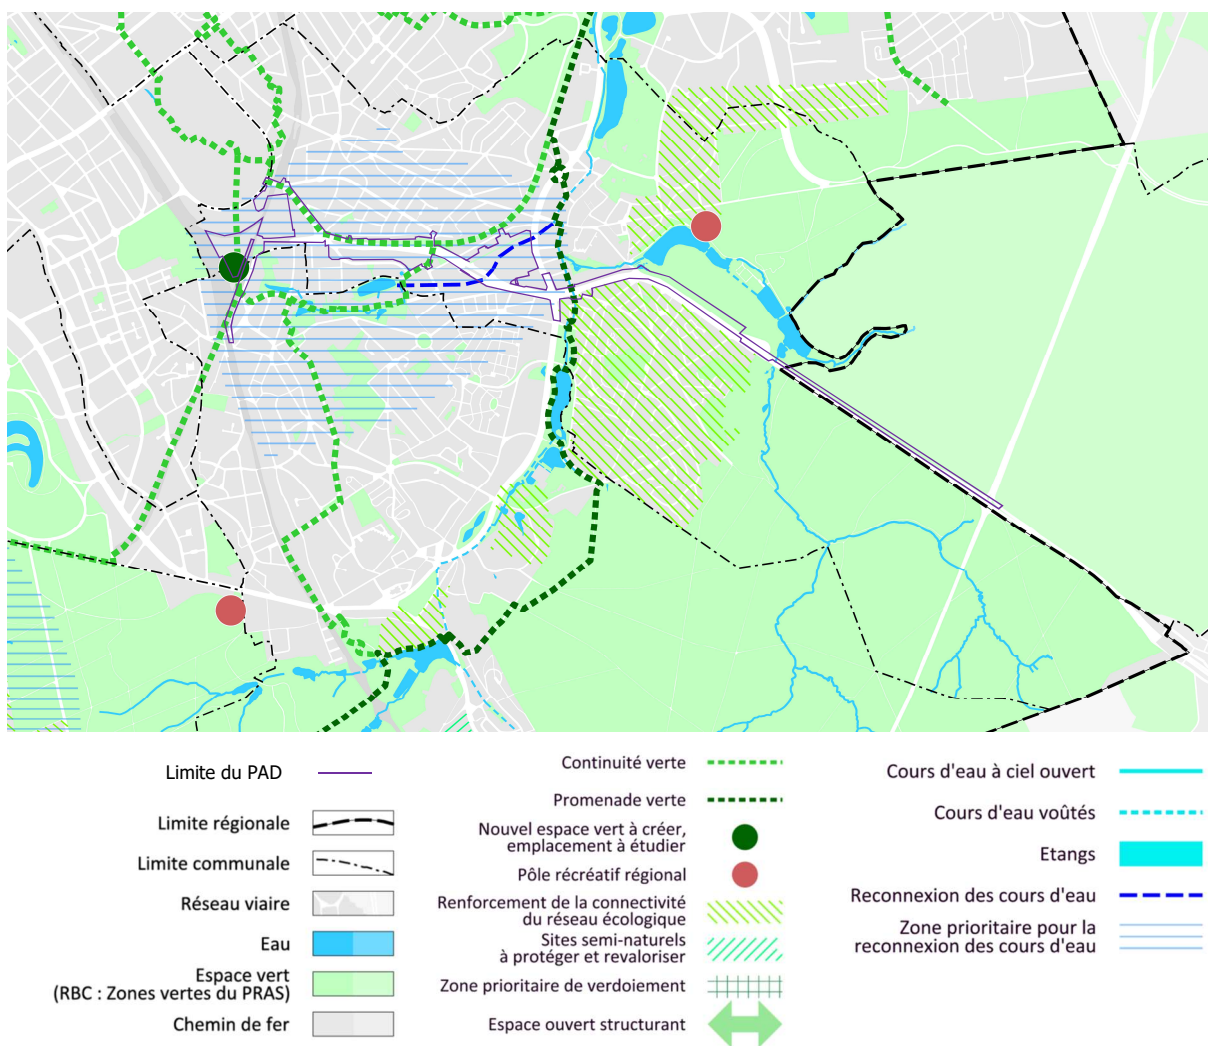 Limite du PAD
Limite régionale
Limite communale
Réseau viaire
Eau
Espace vert
(RBC : Zones vertes du PRAS)
Chemin de fer
Continuité verte
Promenade verte
Nouvel espace vert à créer,
emplacement à étudier
Pôle récréatif régional
Renforcement de la connectivité
du réseau écologique
Sites semi-naturels
à protéger et revaloriser
Zone prioritaire de verdoiement
Espace ouvert structurant
Cours d'eau à ciel ouvert
Cours d'eau voûtés
Etangs
Reconnexion des cours d'eau
Zone prioritaire pour la
reconnexion des cours d'eau